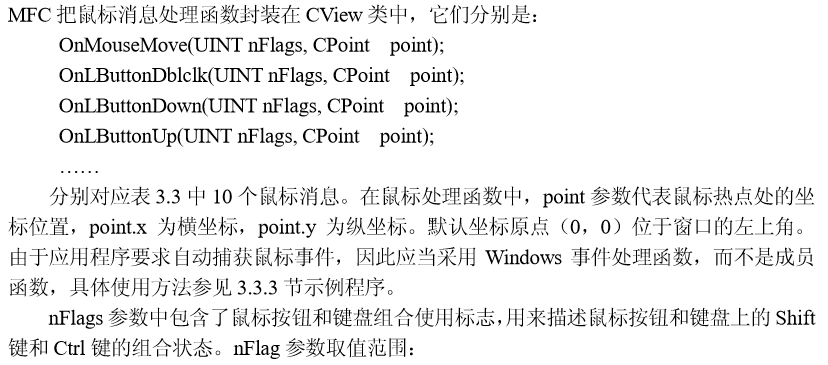 MFC 把鼠标消息处理函数封装在 CView 类中，它们分别是：
OnMouseMove(UINT nFlags, CPoint point);
OnLButtonDblclk(UINT nFlags, CPoint point);
OnLButtonDown(UINT nFlags, CPoint point);
OnLButtonUp(UINT nFlags, CPoint point);
……
分别对应表 3.3 中 10 个鼠标消息。在鼠标处理函数中，point 参数代表鼠标热点处的坐
标位置，point.x 为横坐标，point.y 为纵坐标。默认坐标原点（0，0）位于窗口的左上角。
由于应用程序要求自动捕获鼠标事件，因此应当采用 Windows 事件处理函数，而不是成员
函数，具体使用方法参见 3.3.3 节示例程序。
nFlags 参数中包含了鼠标按钮和键盘组合使用标志，用来描述鼠标按钮和键盘上的 Shift
键和 Ctrl 键的组合状态。nFlag 参数取值范围：